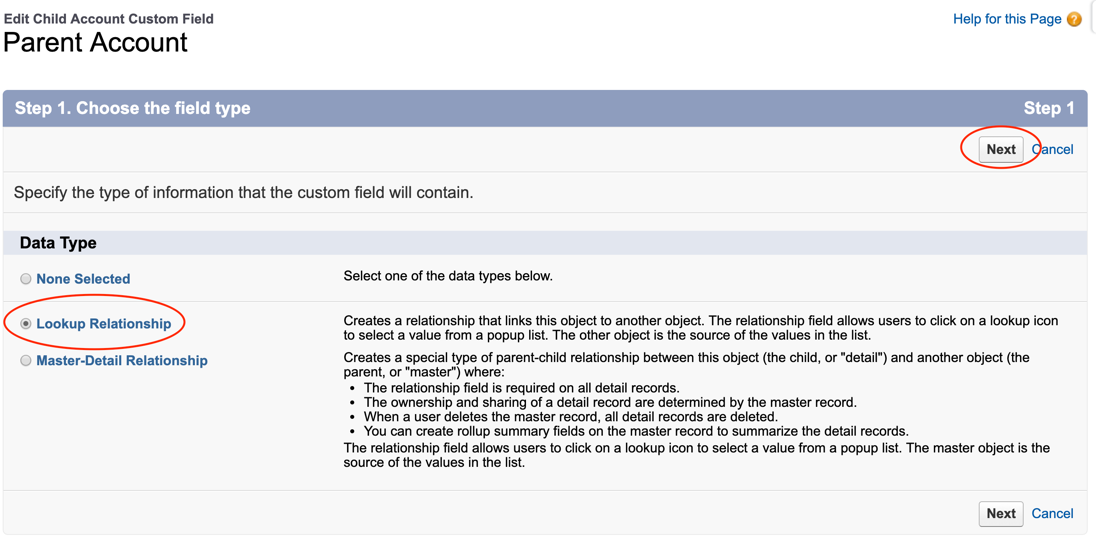 Edit Child Account Custom Field
Help for this Page ?
Parent Account
Step 1. Choose the field type
Step 1
Next Cancel
Specify the type of information that the custom field will contain.
Data Type
None Selected
Select one of the data types below.
Lookup Relationship
Creates a relationship that links this object to another object. The relationship field allows users to click on a lookup icon
to select a value from a popup list. The other object is the source of the values in the list.
Master-Detail Relationship
Creates a special type of parent-child relationship between this object (the child, or "detail") and another object (the
parent, or "master") where:
• The relationship field is required on all detail records.
• The ownership and sharing of a detail record are determined by the master record.
• When a user deletes the master record, all detail records are deleted.
• You can create rollup summary fields on the master record to summarize the detail records.
The relationship field allows users to click on a lookup icon to select a value from a popup list. The master object is the
source of the values in the list.
Next Cancel